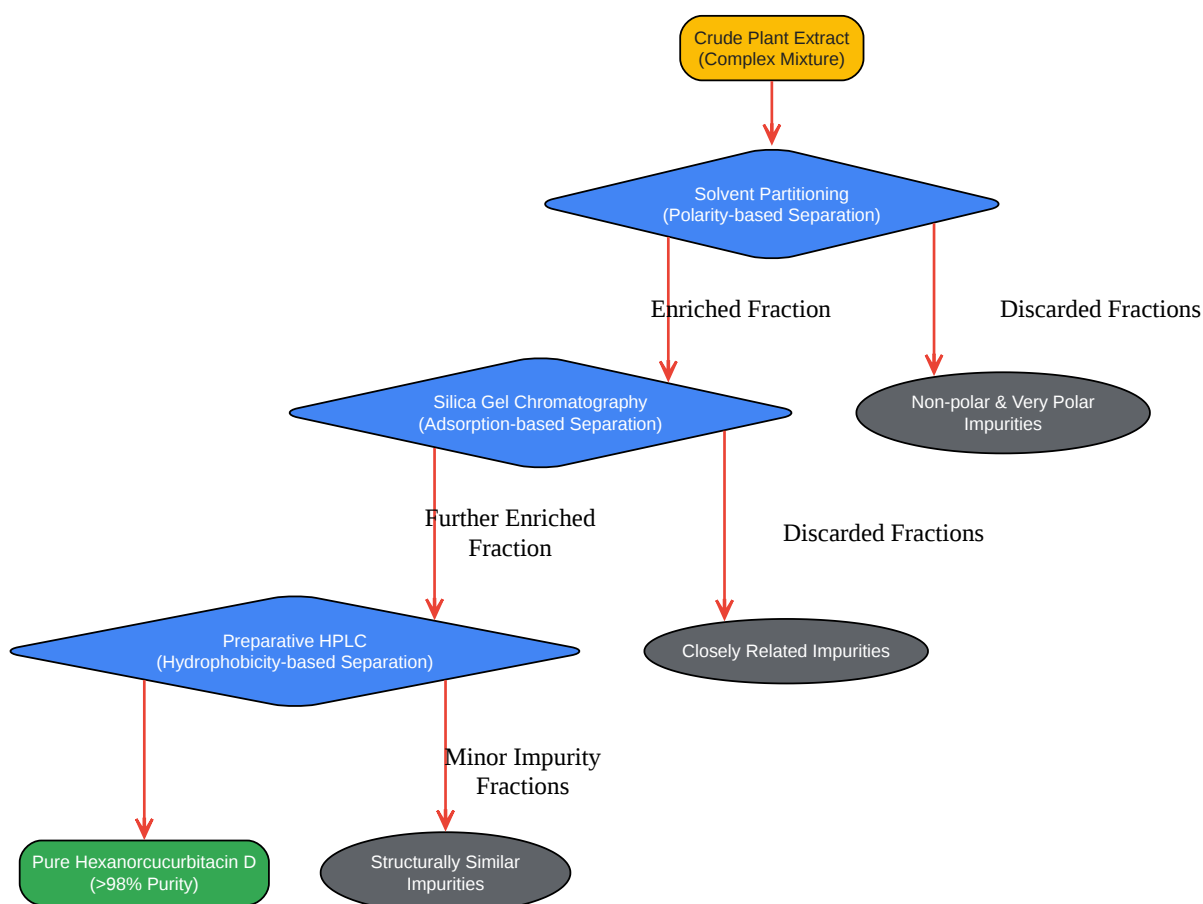 Crude Plant Extract
(Complex Mixture)
Solvent Partitioning
(Polarity-based Separation)
Enriched Fraction
Discarded Fractions
Silica Gel Chromatography
(Adsorption-based Separation)
Non-polar & Very Polar
Impurities
Further Enriched
Fraction
Discarded Fractions
Preparative HPLC
(Hydrophobicity-based Separation)
Closely Related Impurities
Minor Impurity
Fractions
Pure Hexanorcucurbitacin D
(>98% Purity)
Structurally Similar
Impurities